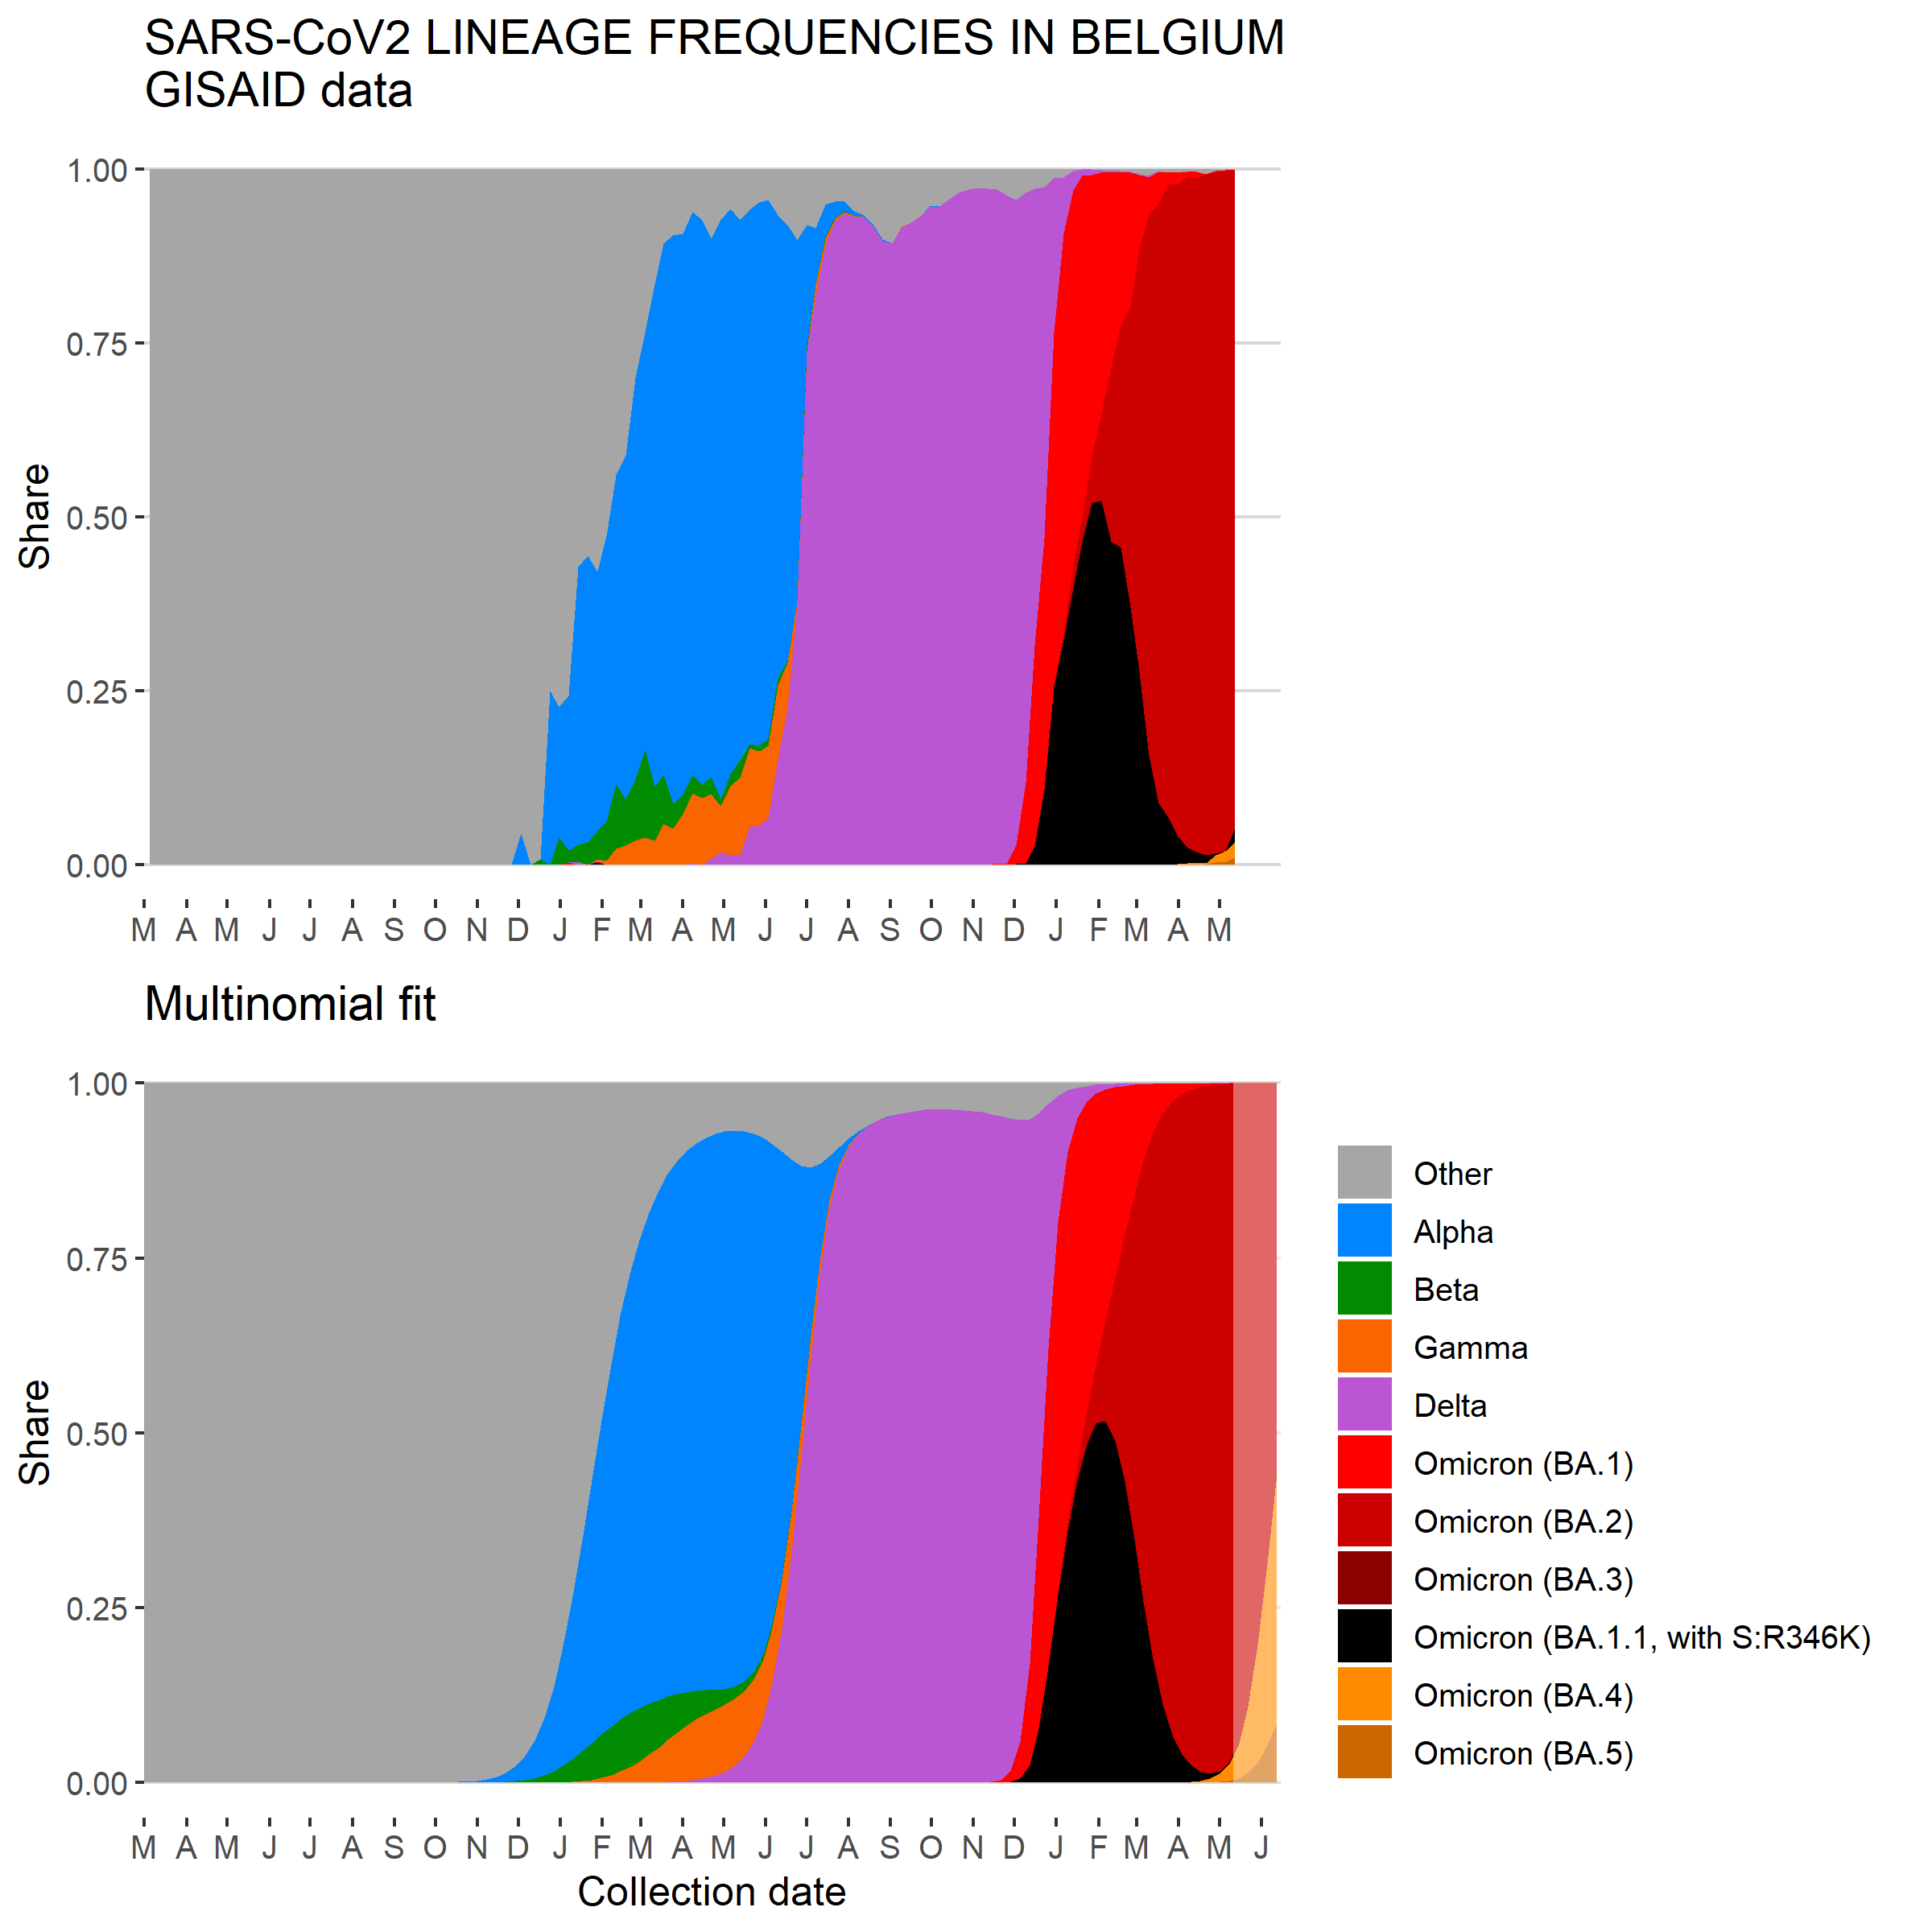 SARS-CoV2 LINEAGE FREQUENCIES IN BELGIUM
GISAID data
1.00
0.75
0.50
0.25
0.00
Share
M A M J J A S O N D J F M A M J J A S O N D J F M A M
Multinomial fit
1.00
0.75
0.50
0.25
0.00
Share
M A M J J A S O N D J F M A M J J A S O N D J F M A M J
Collection date
Other
Alpha
Beta
Gamma
Delta
Omicron (BA.1)
Omicron (BA.2)
Omicron (BA.3)
Omicron (BA.1.1, with S:R346K)
Omicron (BA.4)
Omicron (BA.5)